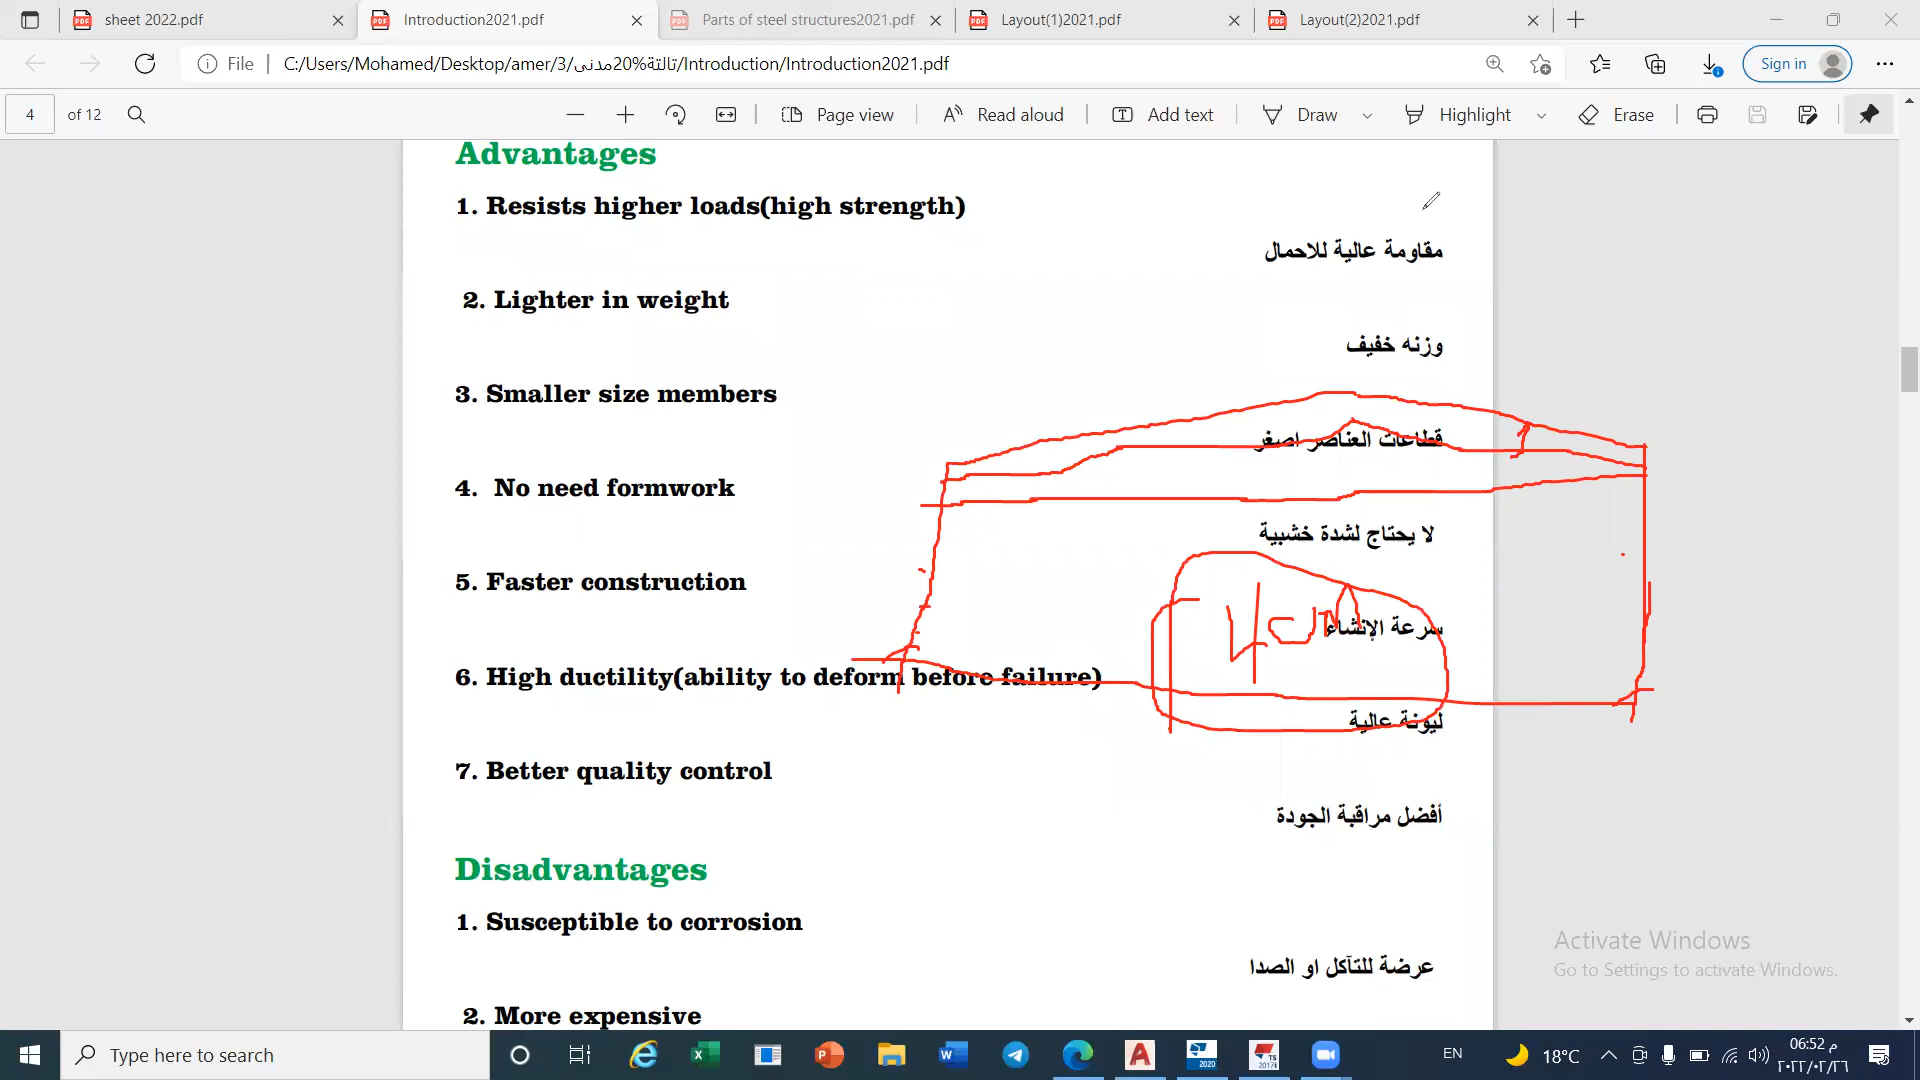 sheet 2022.pdf
Introduction2021.pdf
Parts of steel structures2021.pdf
Layout(1)2021.pdf
Layout(2)2021.pdf
File
C:/Users/Mohamed/Desktop/amer/3/تالتة%20مدنى/Introduction/Introduction2021.pdf
Sign in
4 of 12
Page view
Read aloud
Add text
Draw
Highlight
Erase
Advantages
1. Resists higher loads(high strength)
مقاومة عالية للاحمال
2. Lighter in weight
وزنه خفيف
3. Smaller size members
قطاعات العناصر اصغر
4. No need formwork
لا يحتاج لشدة خشبية
5. Faster construction
سرعة الإنشاء
6. High ductility(ability to deform before failure)
ليونة عالية
7. Better quality control
أفضل مراقبة الجودة
Disadvantages
1. Susceptible to corrosion
عرضة للتآكل او الصدا
2. More expensive
Activate Windows
Go to Settings to activate Windows.
Type here to search
EN
18°C
06:52 م
٢٠٢٢/٠٢/٢٦